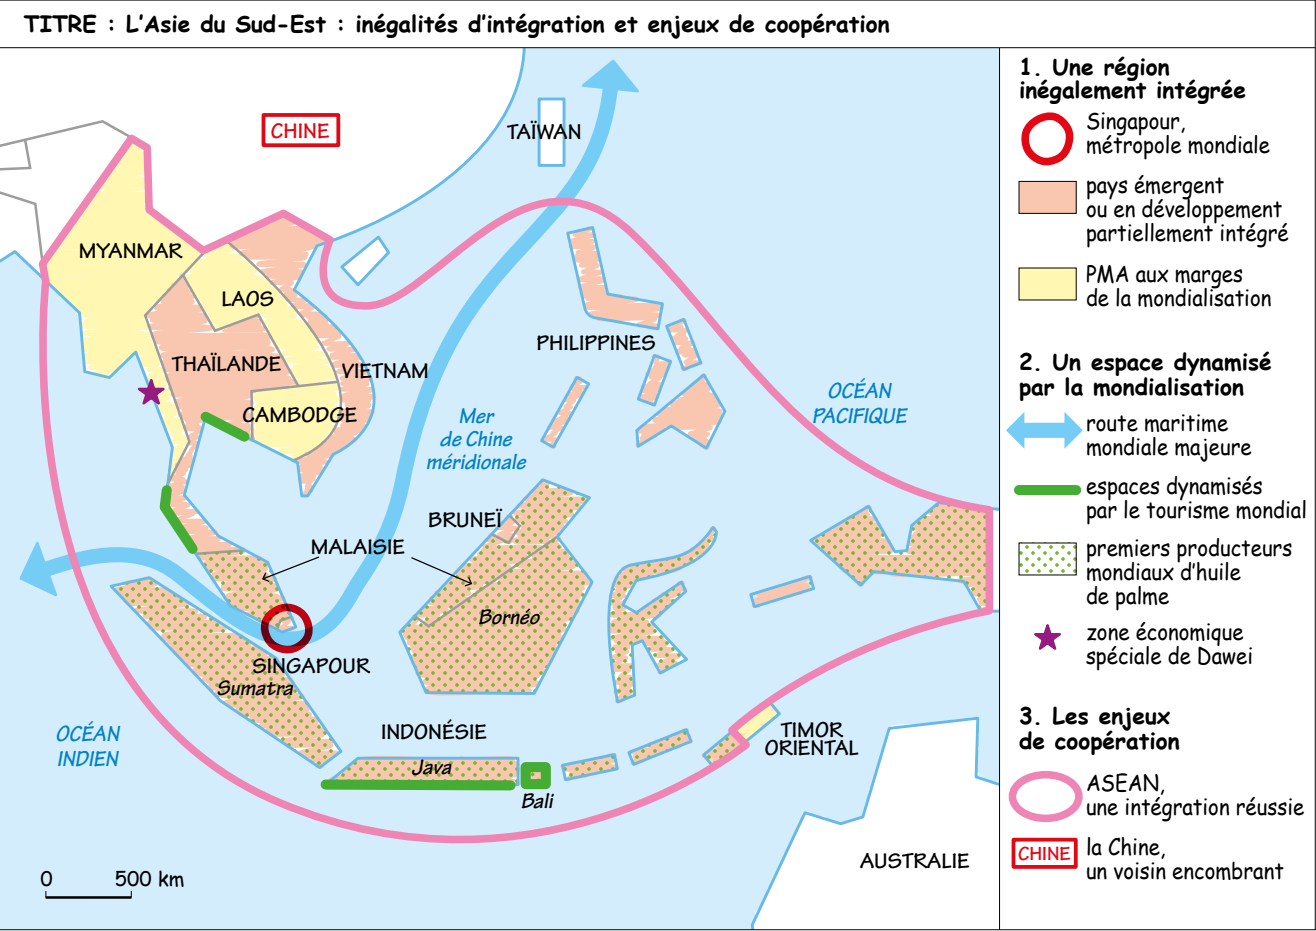 TITRE : L'Asie du Sud-Est : inégalités d'intégration et enjeux de coopération
CHINE
TAÏWAN
MYANMAR
LAOS
THAÏLANDE
VIETNAM
CAMBODGE
PHILIPPINES
OCÉAN
PACIFIQUE
Mer
de Chine
méridionale
BRUNEÏ
MALAISIE
Bornéo
SINGAPOUR
Sumatra
OCÉAN
INDIEN
INDONÉSIE
Java
Bali
TIMOR
ORIENTAL
AUSTRALIE
0 500 km
1. Une région
inégalement intégrée
Singapour,
métropole mondiale
pays émergent
ou en développement
partiellement intégré
PMA aux marges
de la mondialisation
2. Un espace dynamisé
par la mondialisation
route maritime
mondiale majeure
espaces dynamisés
par le tourisme mondial
premiers producteurs
mondiaux d'huile
de palme
zone économique
spéciale de Dawei
3. Les enjeux
de coopération
ASEAN,
une intégration réussie
CHINE
la Chine,
un voisin encombrant